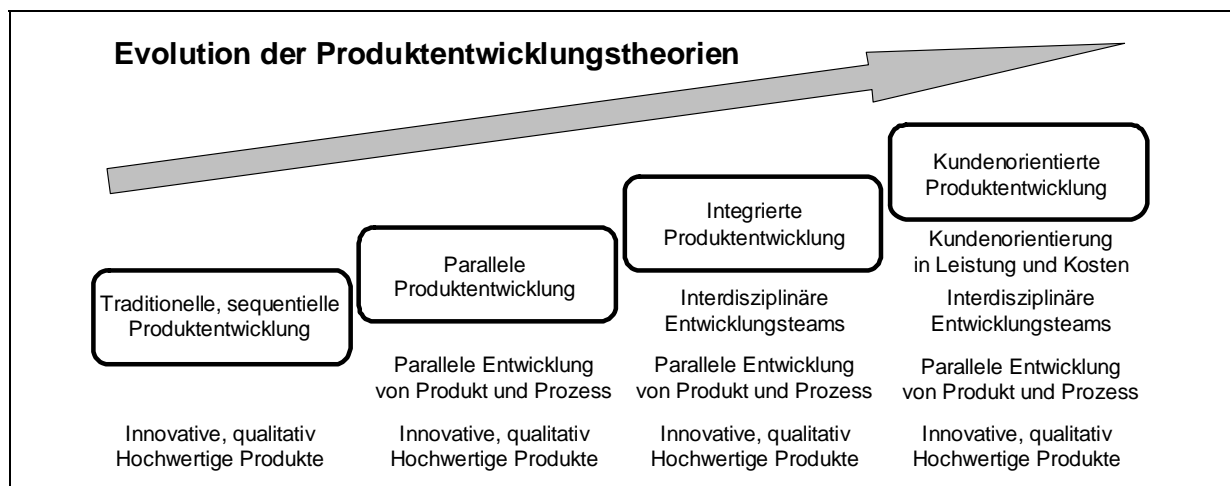 Evolution der Produktentwicklungstheorien
Traditionelle, sequentielle
Produktentwicklung
Innovative, qualitativ
Hochwertige Produkte
Parallele
Produktentwicklung
Parallele Entwicklung
von Produkt und Prozess
Innovative, qualitativ
Hochwertige Produkte
Integrierte
Produktentwicklung
Interdisziplinäre
Entwicklungsteams
Parallele Entwicklung
von Produkt und Prozess
Innovative, qualitativ
Hochwertige Produkte
Kundenorientierte
Produktentwicklung
Kundenorientierung
in Leistung und Kosten
Interdisziplinäre
Entwicklungsteams
Parallele Entwicklung
von Produkt und Prozess
Innovative, qualitativ
Hochwertige Produkte